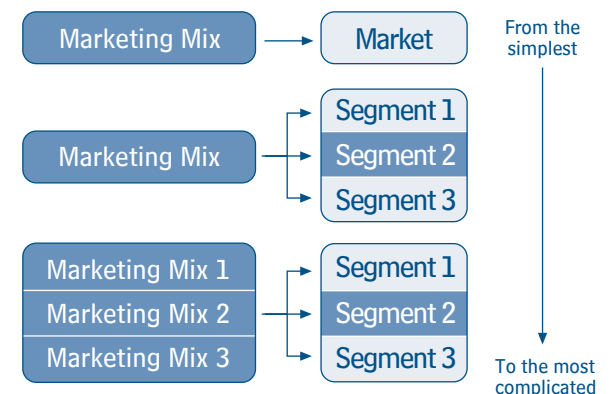 Marketing Mix
Market
From the
simplest
Marketing Mix
Segment 1
Segment 2
Segment 3
Marketing Mix 1
Marketing Mix 2
Marketing Mix 3
Segment 1
Segment 2
Segment 3
To the most
complicated